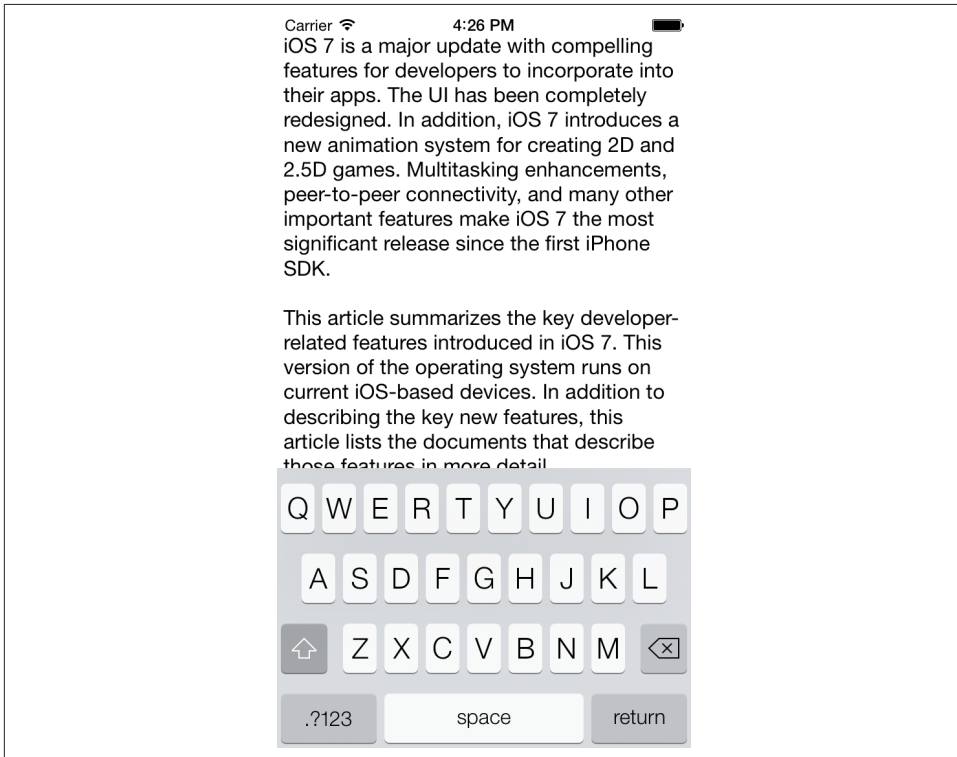 Carrier 4:26 PM
iOS 7 is a major update with compelling
features for developers to incorporate into
their apps. The UI has been completely
redesigned. In addition, iOS 7 introduces a
new animation system for creating 2D and
2.5D games. Multitasking enhancements,
peer-to-peer connectivity, and many other
important features make iOS 7 the most
significant release since the first iPhone
SDK.
This article summarizes the key developer-
related features introduced in iOS 7. This
version of the operating system runs on
current iOS-based devices. In addition to
describing the key new features, this
article lists the documents that describe
those features in more detail
Q W E R T Y U I O P
A S D F G H J K L
Z X C V B N M
.?123 space return